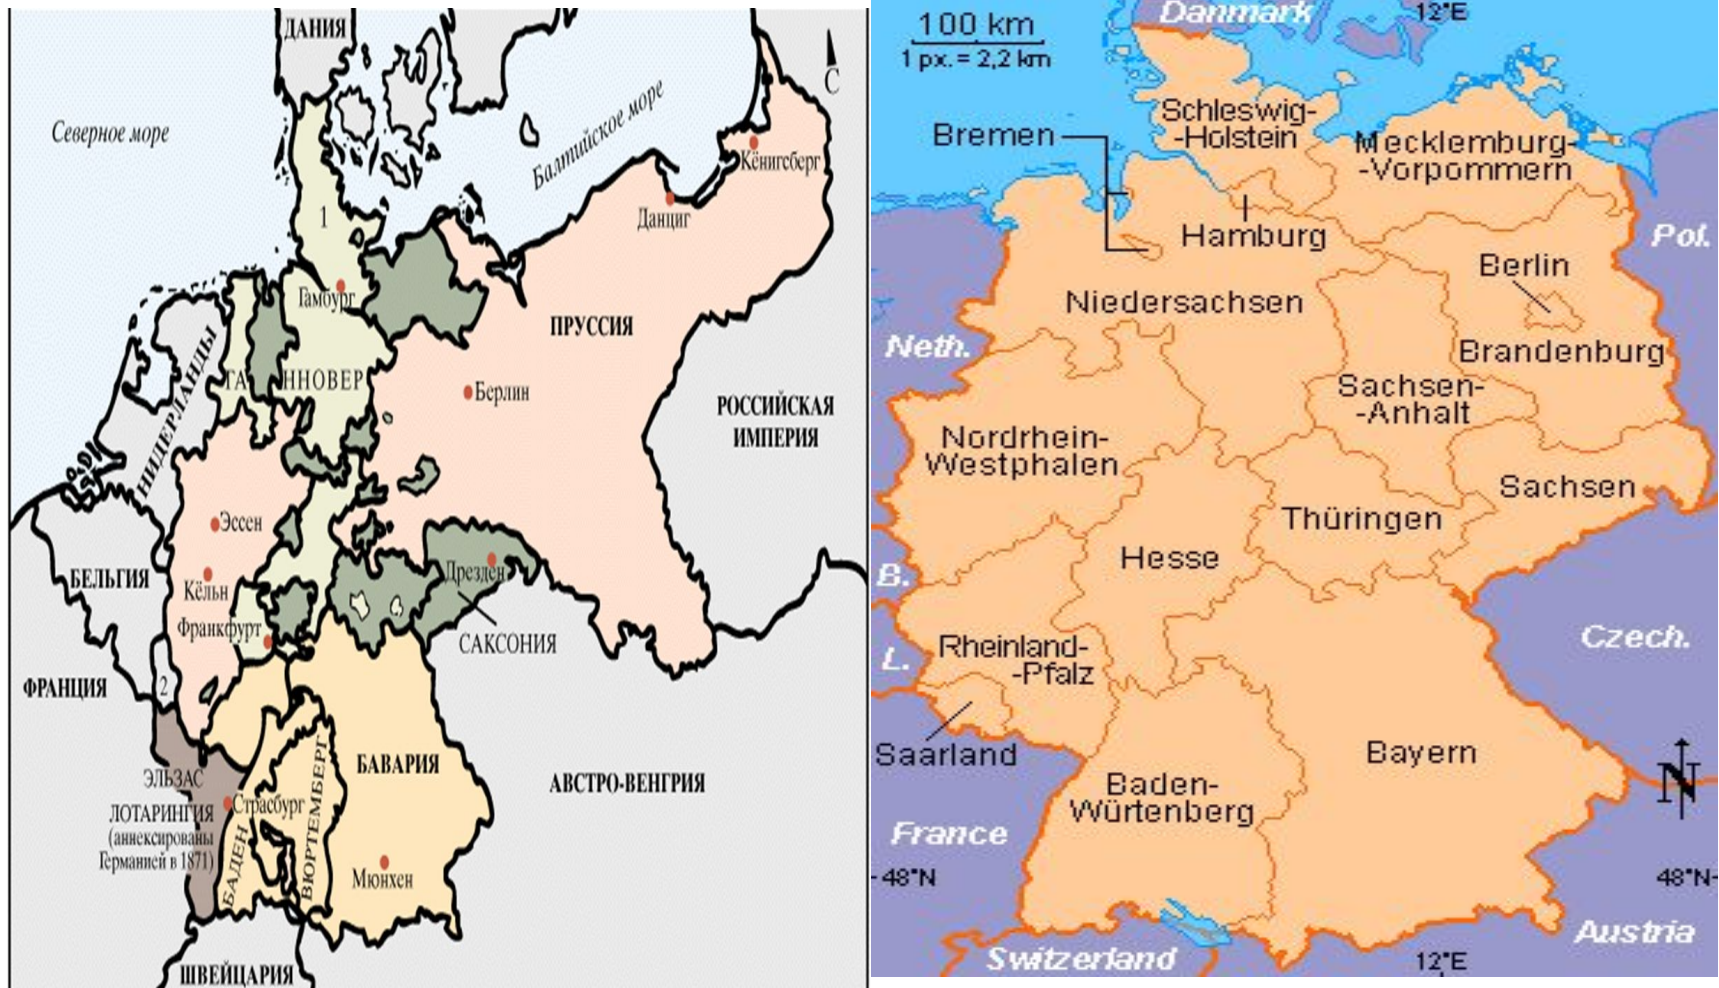 ДАНИЯ
С
Северное море
Балтийское море
Кёнигсберг
Данциг
1
Гамбург
ПРУССИЯ
НИДЕРЛАНДЫ
ГА ННОВЕР
Берлин
РОССИЙСКАЯ
ИМПЕРИЯ
Эссен
БЕЛЬГИЯ
Кёльн
Дрезден
Франкфурт
САКСОНИЯ
ФРАНЦИЯ
2
ЭЛЬЗАС
ЛОТАРИНГИЯ
(аннексированы
Германией в 1871)
Страсбург
БАВАРИЯ
АВСТРО-ВЕНГРИЯ
БАДЕН
ВЮРТЕМБЕРГ
Мюнхен
ШВЕЙЦАРИЯ
100 km
1 px. = 2,2 km
Danmark
12°E
Schleswig-
-Holstein
Bremen
Mecklemburg-
-Vorpommern
Hamburg
Pol.
Berlin
Niedersachsen
Neth.
Brandenburg
Sachsen-
-Anhalt
Nordrhein-
Westphalen
Sachsen
Thüringen
Hesse
B.
Rheinland-
-Pfalz
Czech.
L.
Saarland
Bayern
Baden-
Würtenberg
N
France
48°N
48°N
Austria
Switzerland
12°E